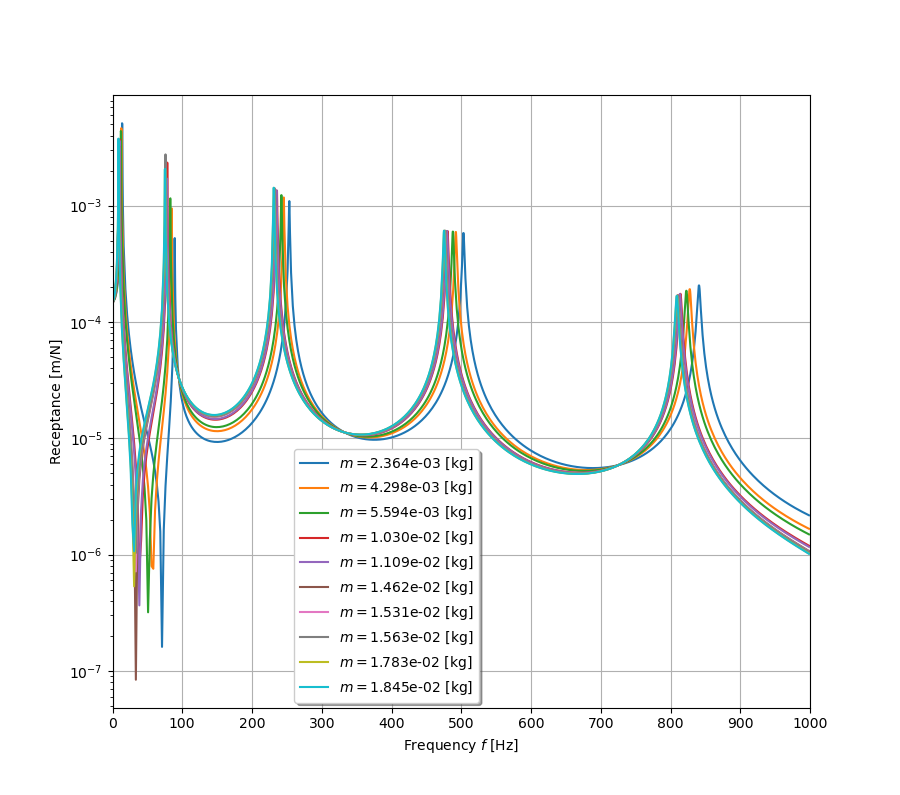 Receptance [m/N]
10⁻³
10⁻⁴
10⁻⁵
10⁻⁶
10⁻⁷
m = 2.364e-03 [kg]
m = 4.298e-03 [kg]
m = 5.594e-03 [kg]
m = 1.030e-02 [kg]
m = 1.109e-02 [kg]
m = 1.462e-02 [kg]
m = 1.531e-02 [kg]
m = 1.563e-02 [kg]
m = 1.783e-02 [kg]
m = 1.845e-02 [kg]
0 100 200 300 400 500 600 700 800 900 1000
Frequency f [Hz]